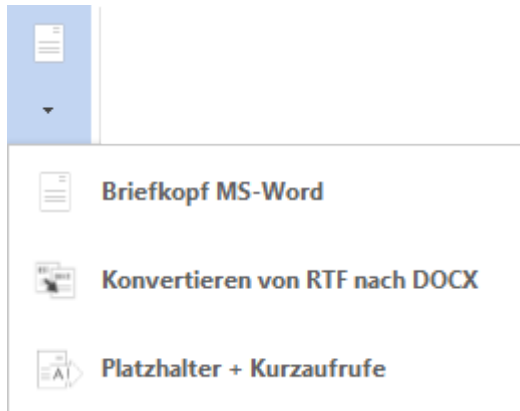 Briefkopf MS-Word
Konvertieren von RTF nach DOCX
Platzhalter + Kurzaufrufe